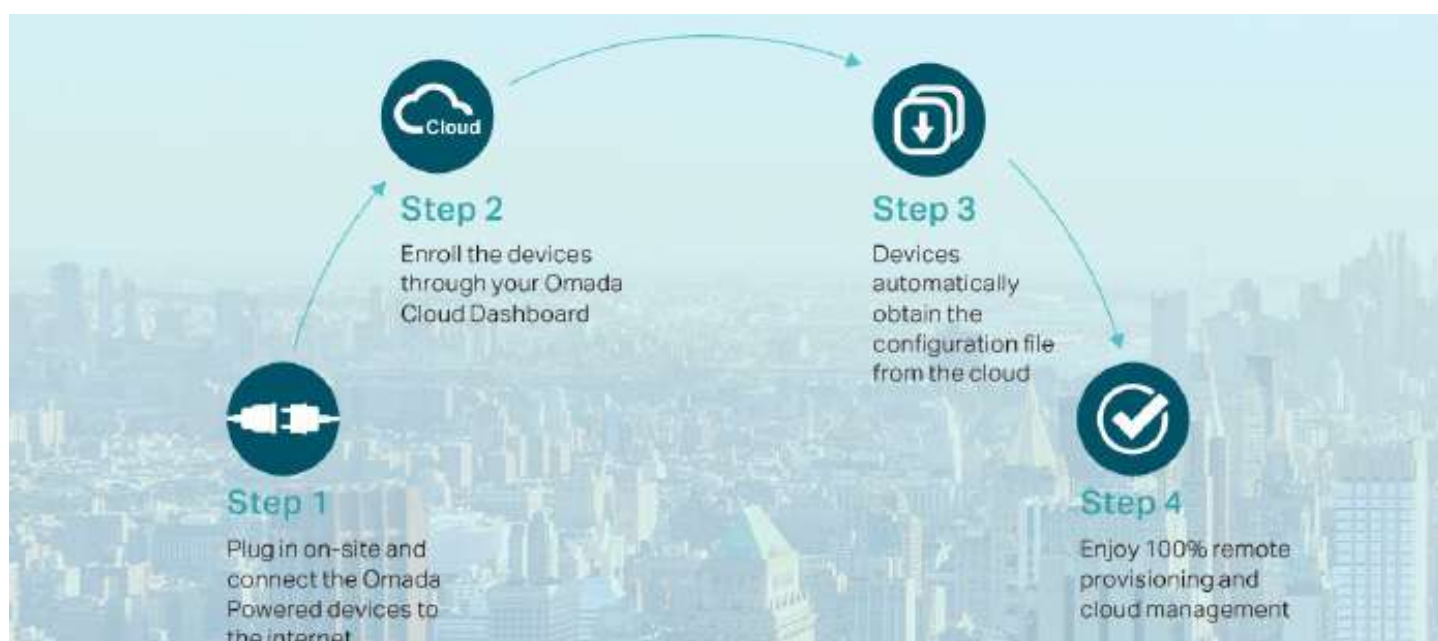 Cloud
Step 2
Enroll the devices
through your Omada
Cloud Dashboard
Step 3
Devices
automatically
obtain the
configuration file
from the cloud
Step 1
Plug in on-site and
connect the Omada
Powered devices to
the internet
Step 4
Enjoy 100% remote
provisioning and
cloud management